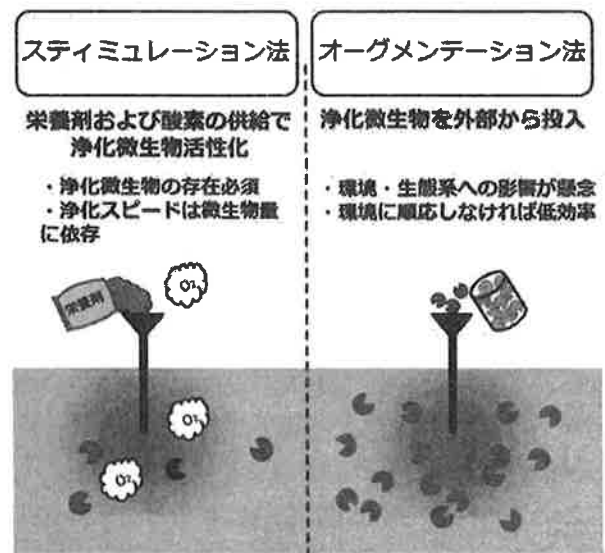 スティミュレーション法
栄養剤および酸素の供給で
浄化微生物活性化
・浄化微生物の存在必須
・浄化スピードは微生物量
に依存
栄養剤
O₂
O₂
O₂
オーグメンテーション法
浄化微生物を外部から投入
・環境・生態系への影響が懸念
・環境に順応しなければ低効率